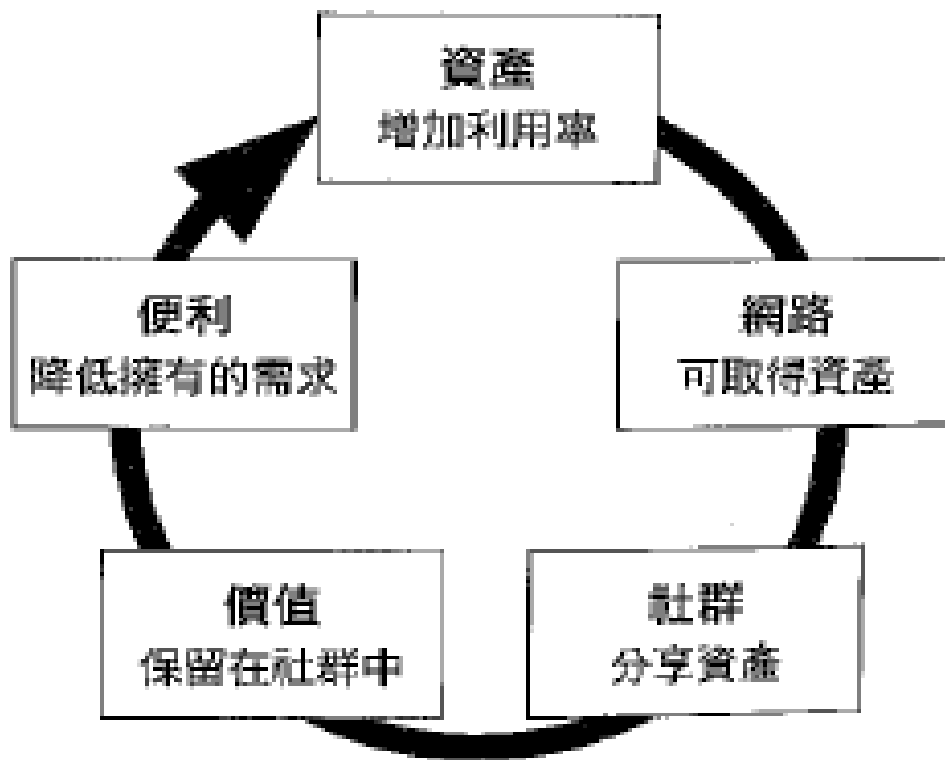 資產
增加利用率
網路
可取得資產
社群
分享資產
價值
保留在社群中
便利
降低擁有的需求